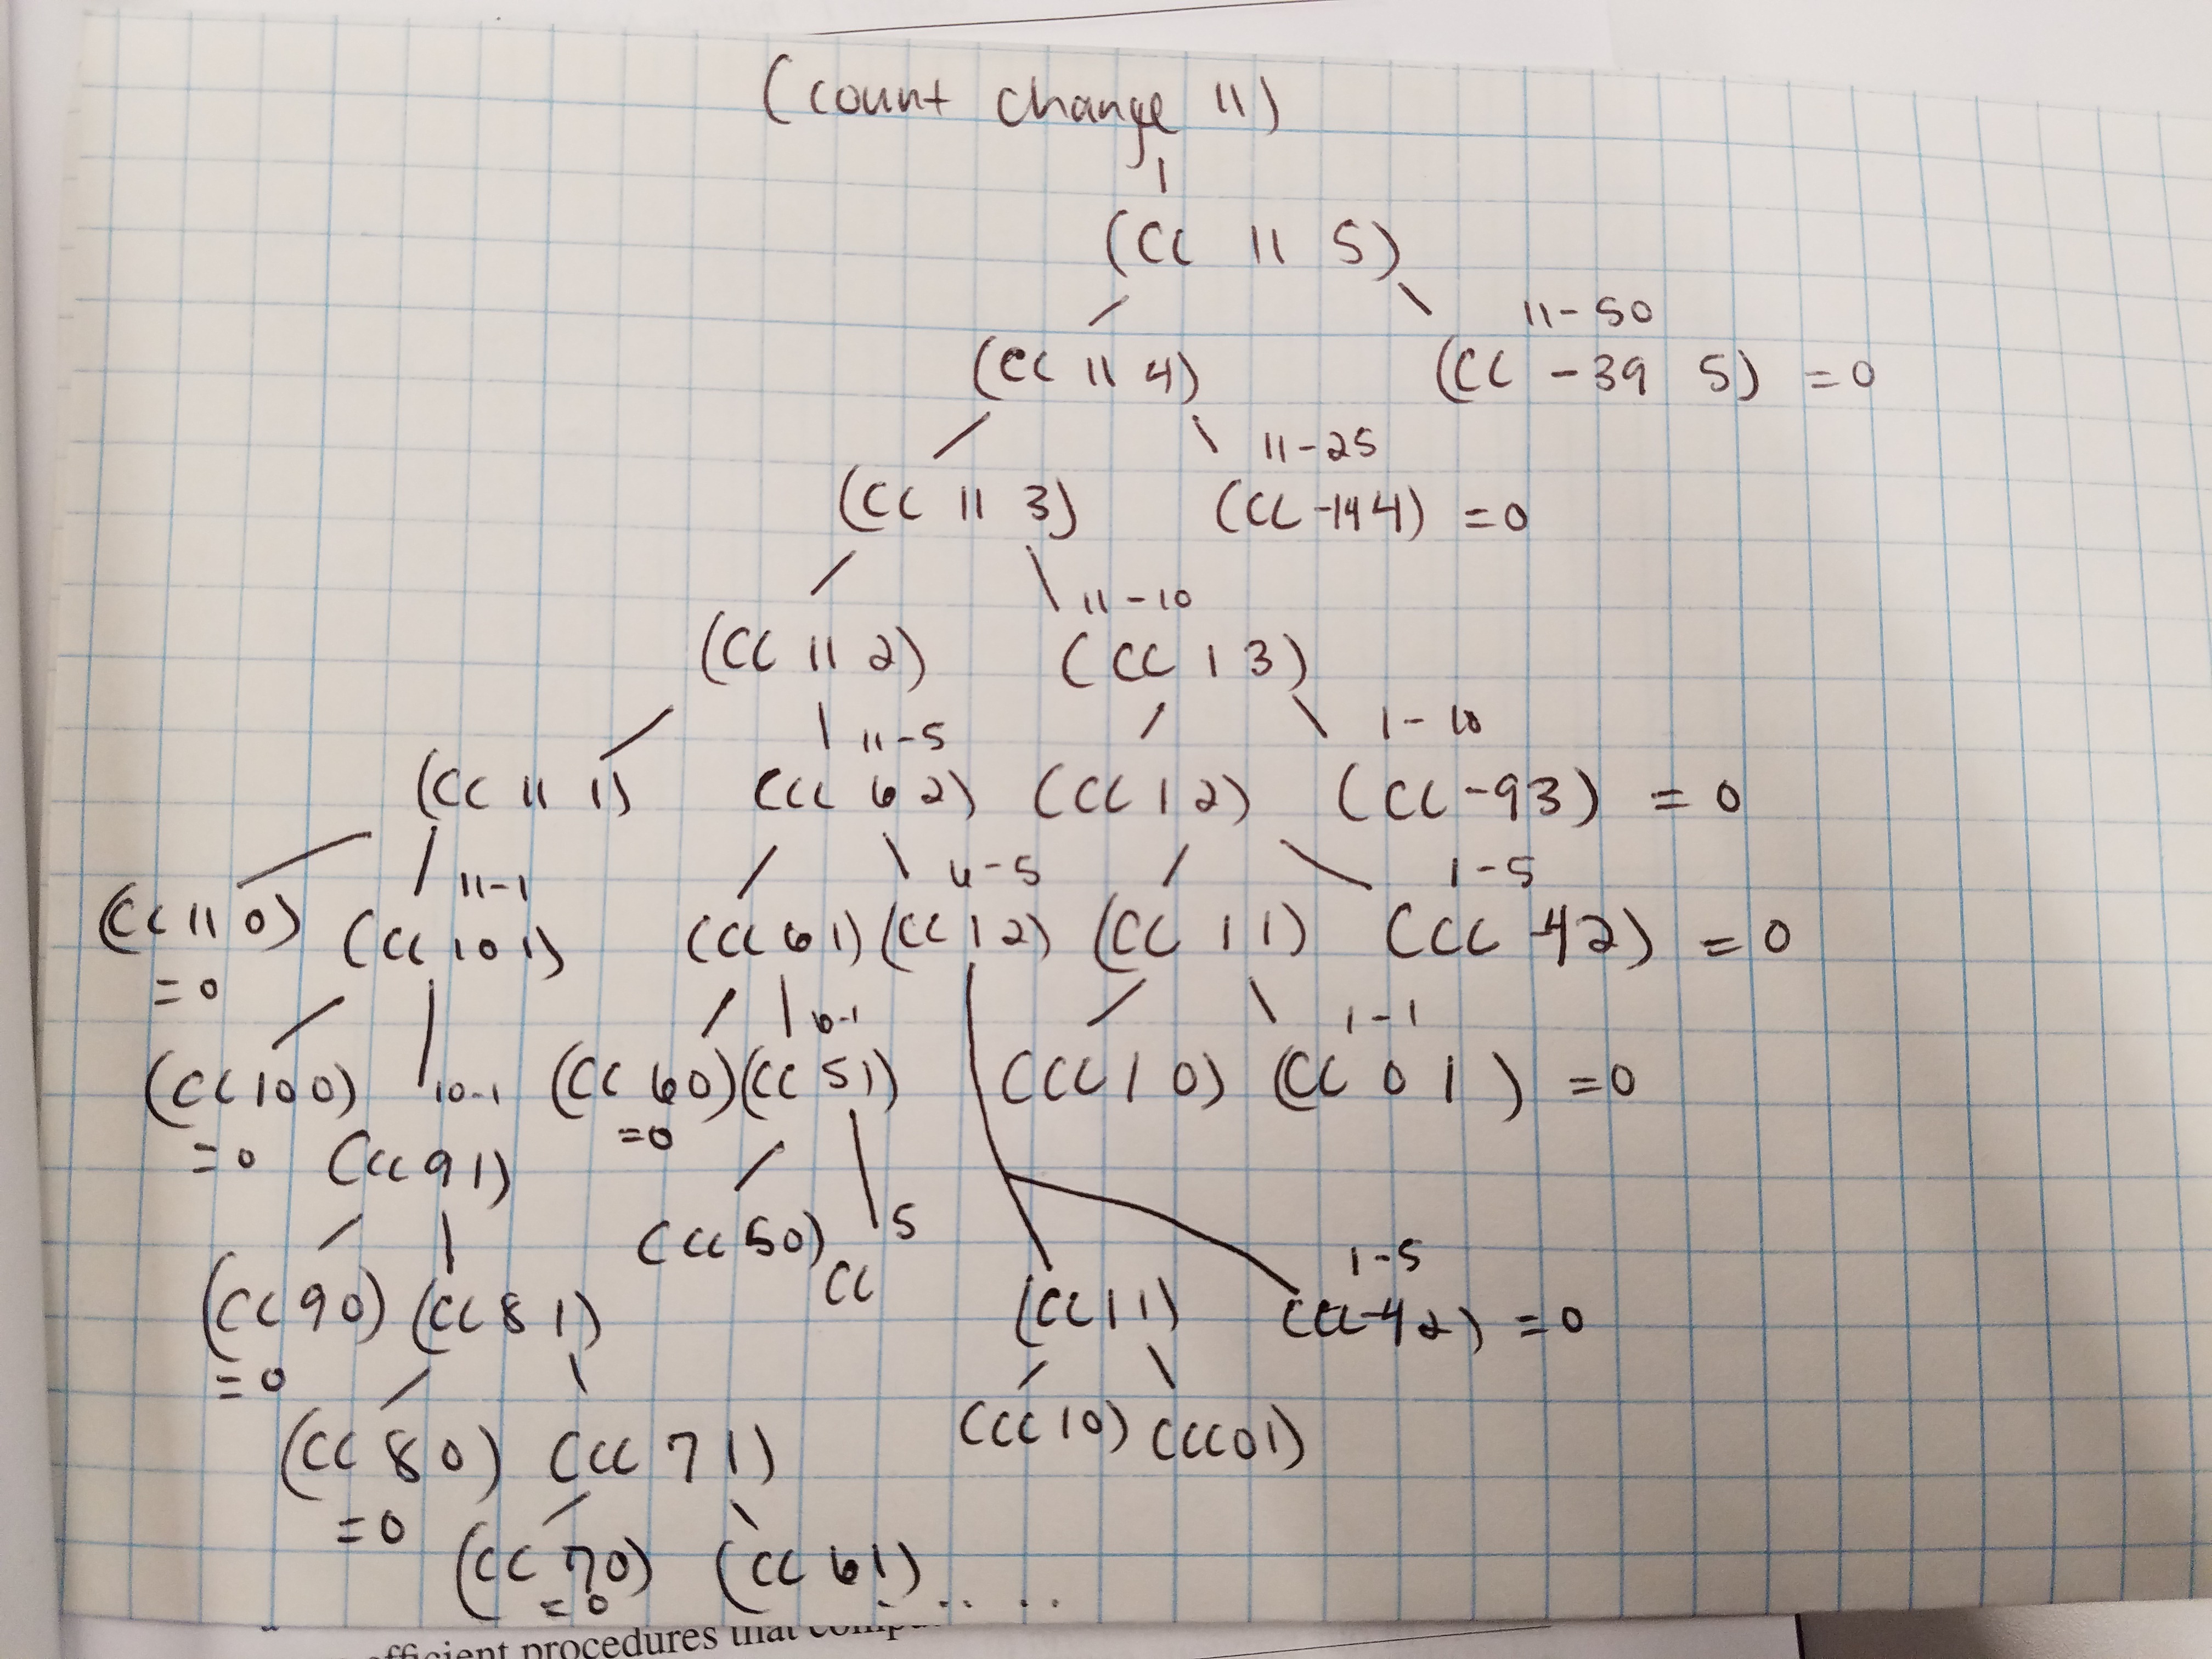 (count change 11)
(CC 11 5)
11-50
(CC 11 4) (CC -39 5) =0
11-25
(CC 11 3) (CC -14 4) =0
11-10
(CC 11 2) (CC 1 3)
11-5 1-10
(CC 11 1) (CC 6 2) (CC 1 2) (CC -9 3) =0
11-1 6-5 1-5
(CC 11 0) (CC 10 1) (CC 6 1) (CC 1 2) (CC 1 1) (CC -4 2) =0
=0 6-1 1-1
(CC 10 0) 10-1 (CC 6 0) (CC 5 1) (CC 1 0) (CC 0 1) =0
=0 (CC 9 1) =0
(CC 5 0) CC 5 1-5
(CC 9 0) (CC 8 1) (CC 1 1) (CC -4 2) =0
=0
(CC 8 0) (CC 7 1) (CC 1 0) (CC 0 1)
=0
(CC 7 0) (CC 6 1) ....
=0
efficient procedures that